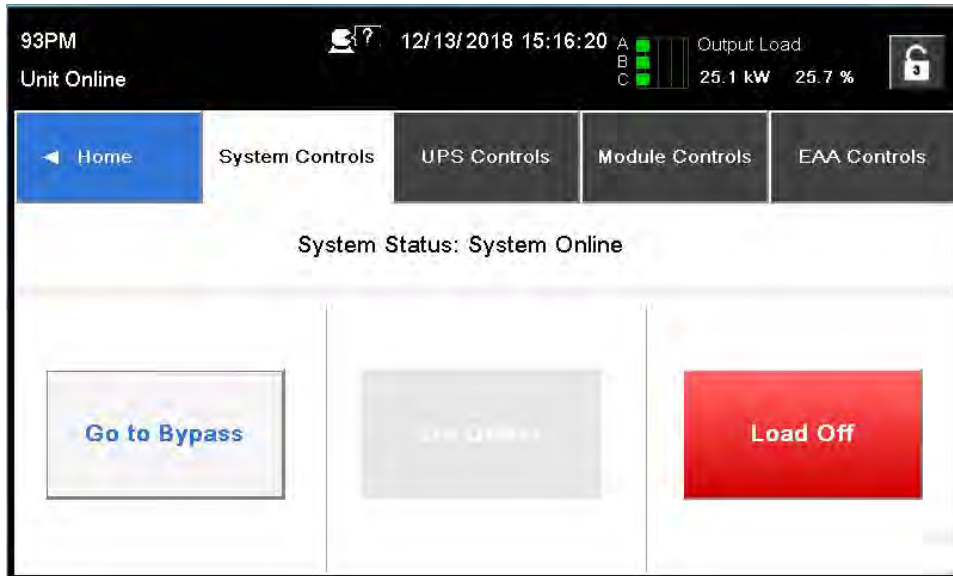 93PM
? 12/13/2018 15:16:20
A
B
C
Output Load
Unit Online
25.1 kW 25.7 %
3
◄ Home System Controls UPS Controls Module Controls EAA Controls
System Status: System Online
Go to Bypass
Load Off